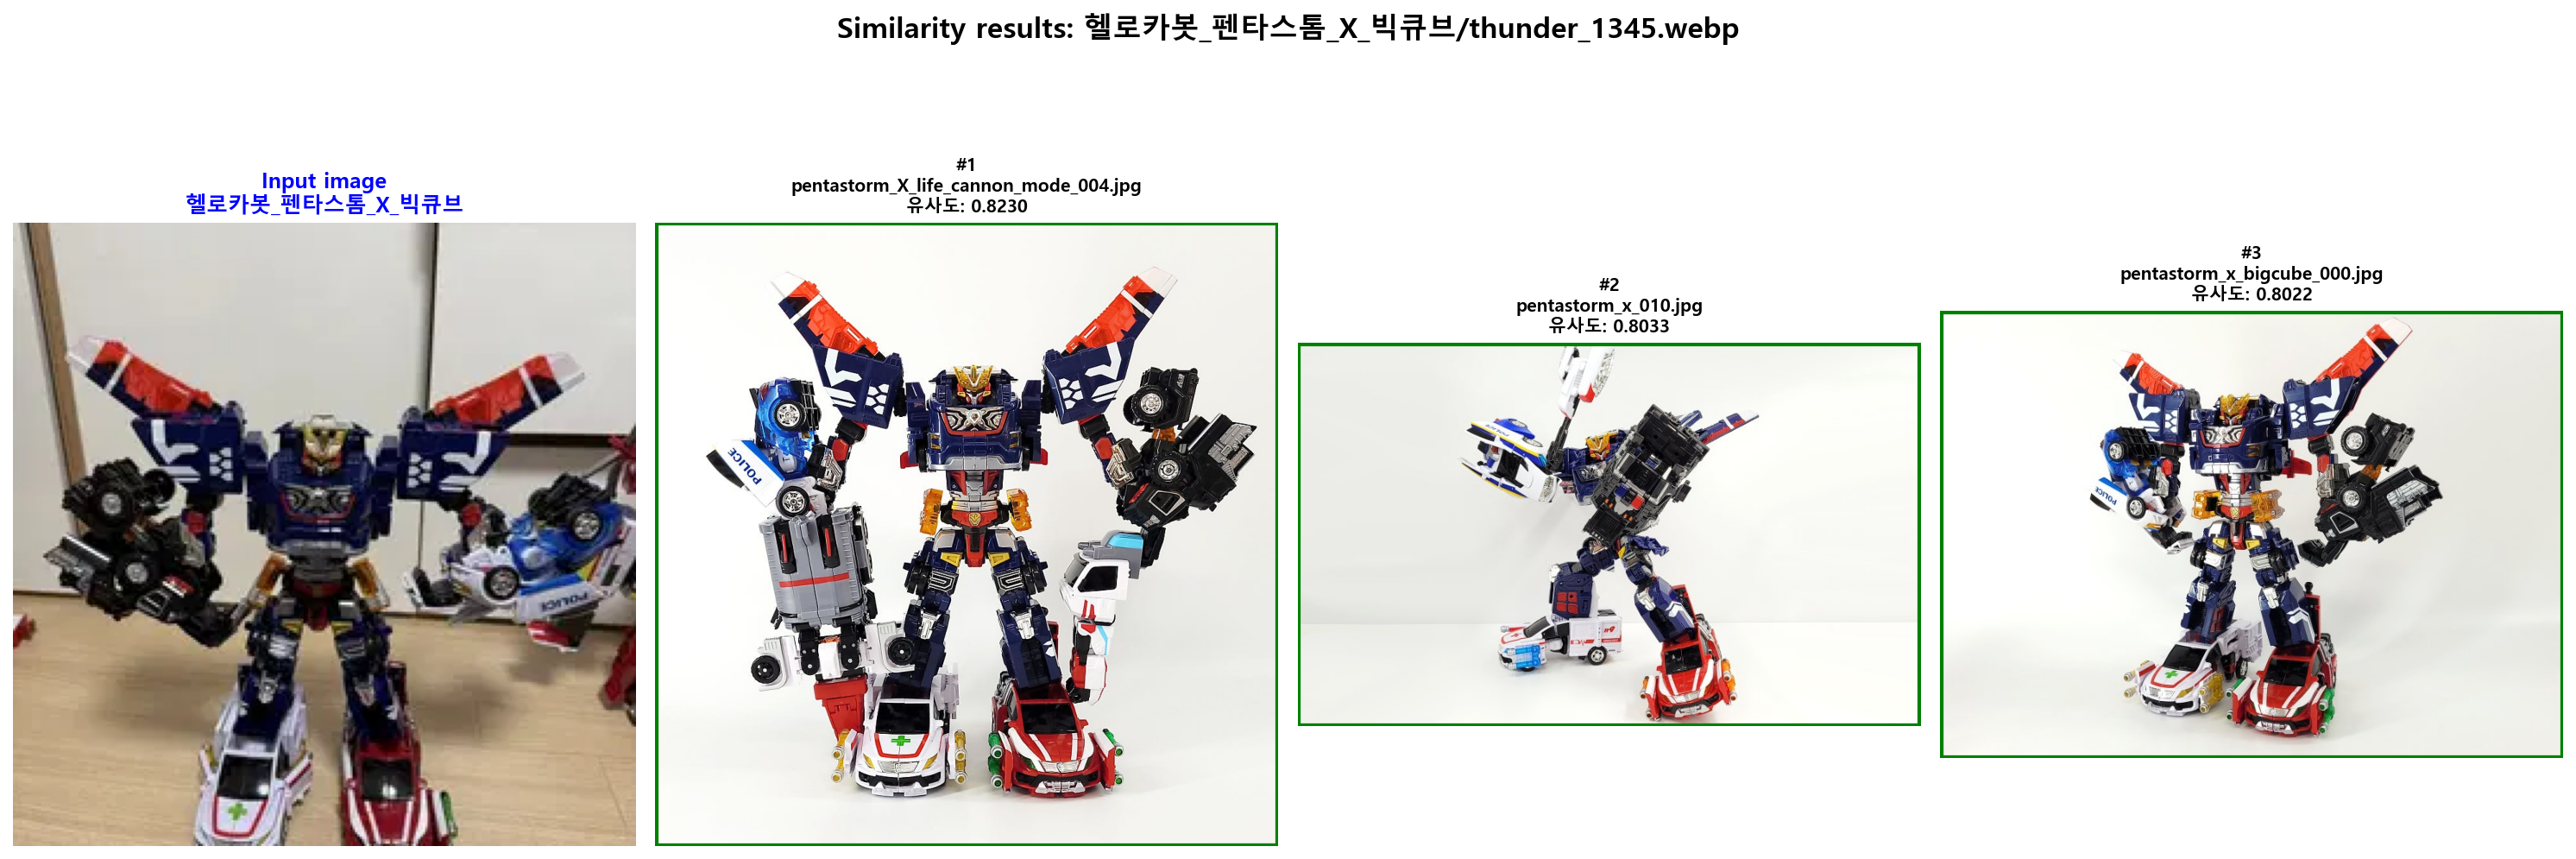 Similarity results: 헬로카봇_펜타스톰_X_빅큐브/thunder_1345.webp
Input image
헬로카봇_펜타스톰_X_빅큐브
#1
pentastorm_X_life_cannon_mode_004.jpg
유사도: 0.8230
#2
pentastorm_x_010.jpg
유사도: 0.8033
#3
pentastorm_x_bigcube_000.jpg
유사도: 0.8022
POLICE
POLICE
POLICE
POLICE